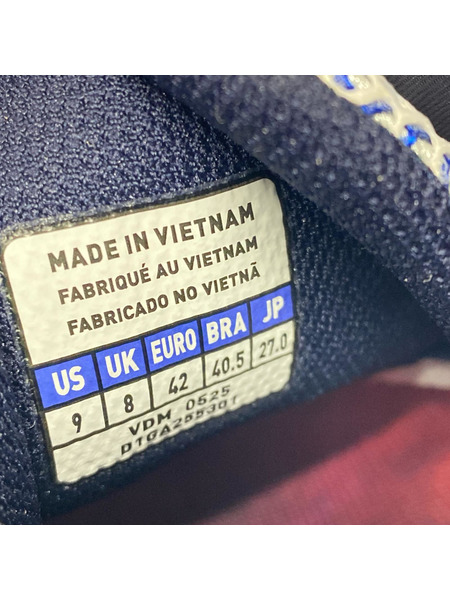 MADE IN VIETNAM
FABRIQUÉ AU VIETNAM
FABRICADO NO VIETNÃ
US UK EURO BRA JP
9 8 42 40.5 27.0
VDM 0525
D1GA255301